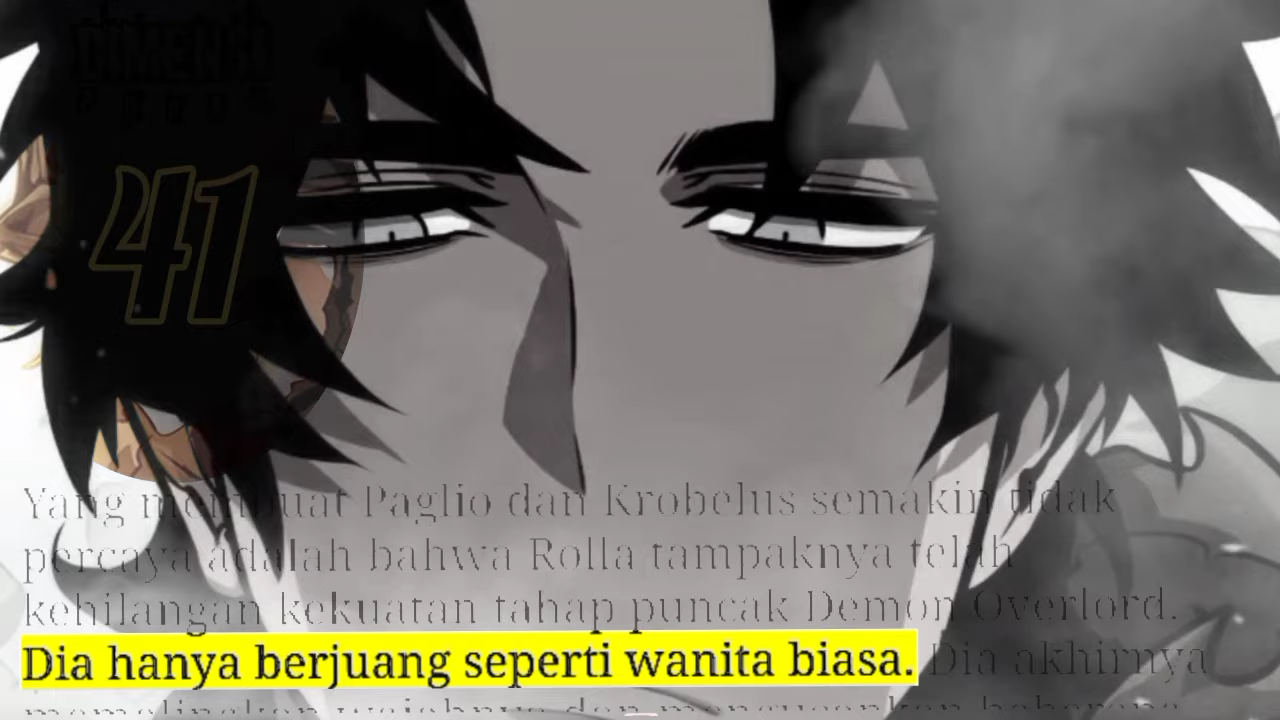 DIMENSI
41
Yang membuat Paglio dan Krobelus semakin tidak
percaya adalah bahwa Rolla tampaknya telah
kehilangan kekuatan tahap puncak Demon Overlord.
Dia hanya berjuang seperti wanita biasa. Dia akhirnya